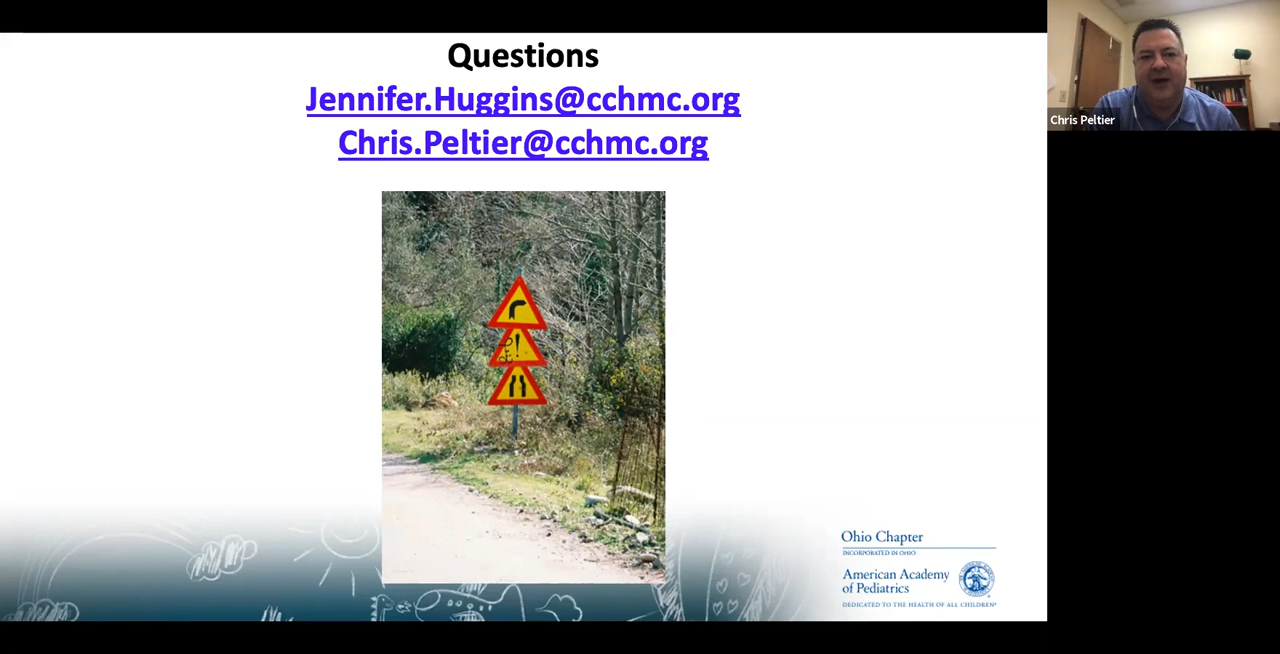 Questions
Jennifer.Huggins@cchmc.org
Chris.Peltier@cchmc.org
Chris Peltier
Ohio Chapter
INCORPORATED IN OHIO
American Academy
of Pediatrics
DEDICATED TO THE HEALTH OF ALL CHILDREN®